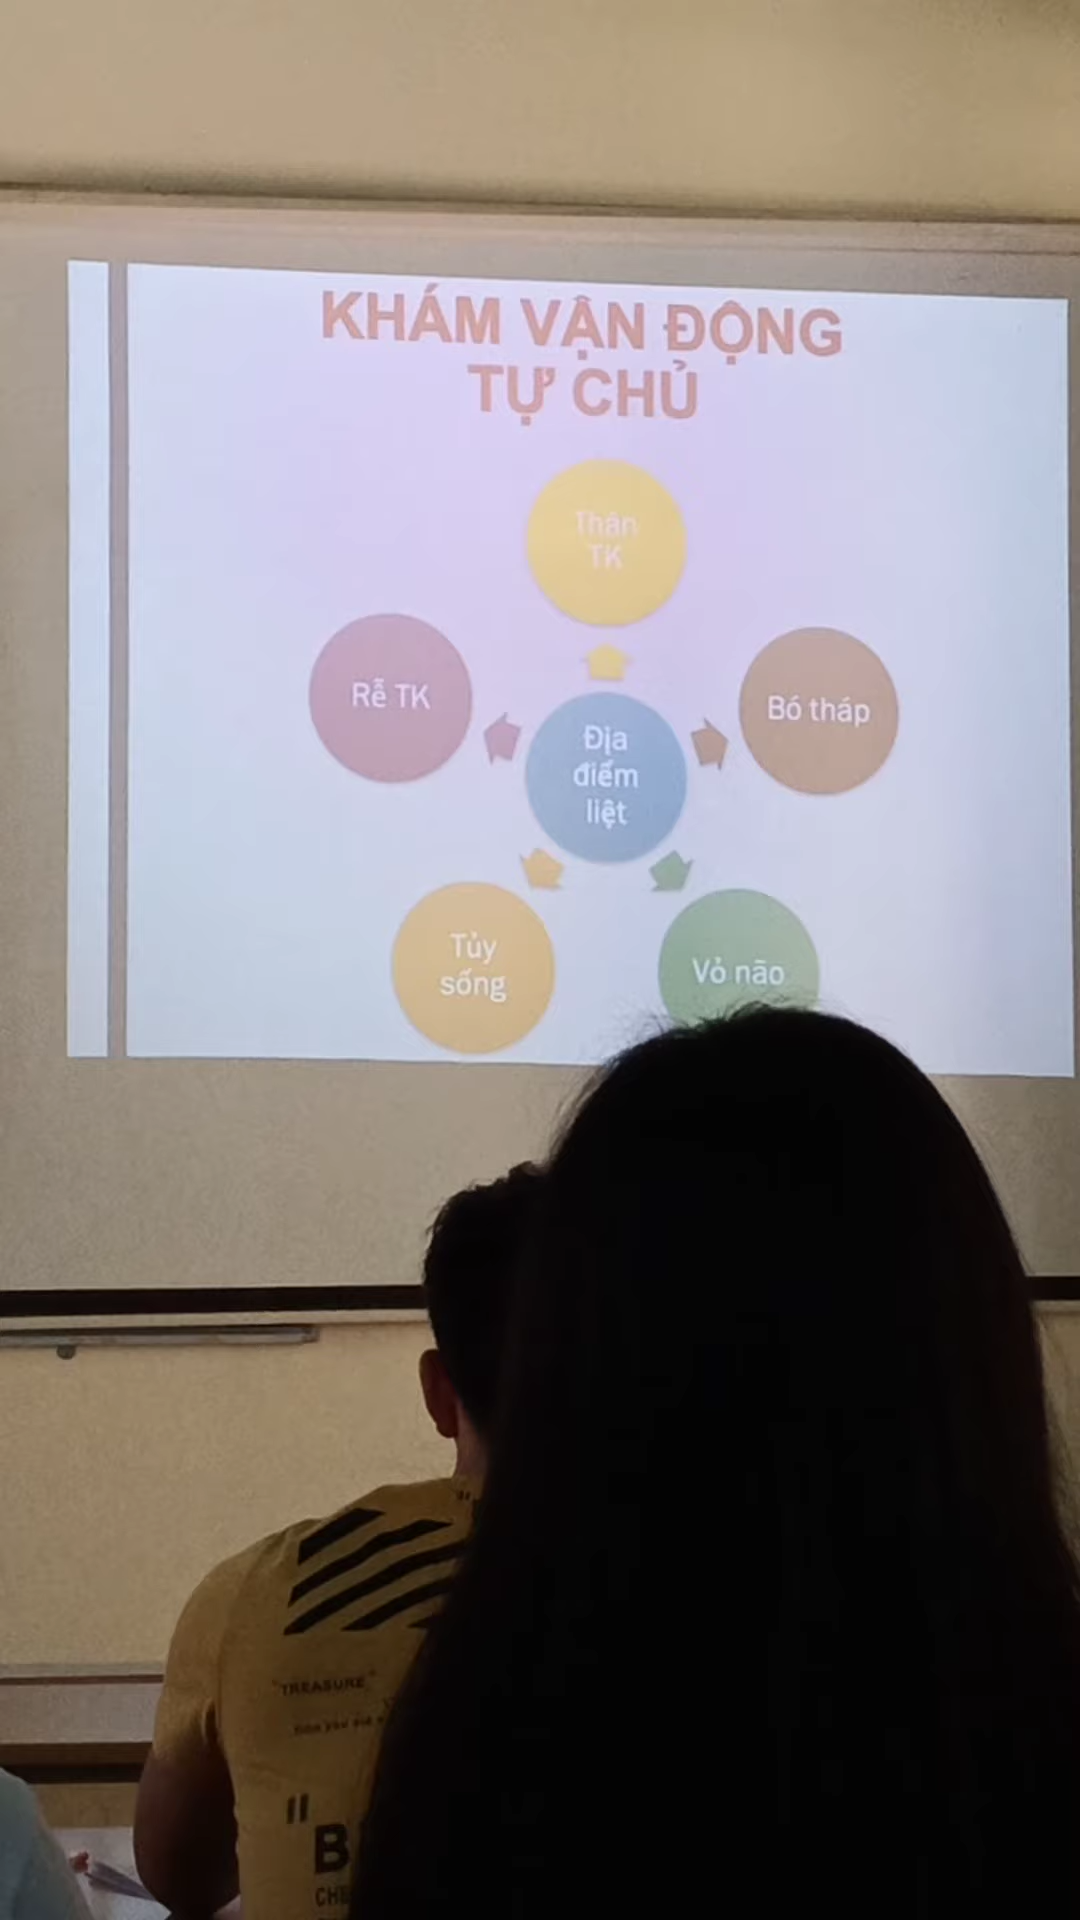 KHÁM VẬN ĐỘNG
TỰ CHỦ
Thân
TK
Rễ TK
Bó tháp
Địa
điểm
liệt
Tủy
sống
Vỏ não
"TREASURE"
"
B
CHE